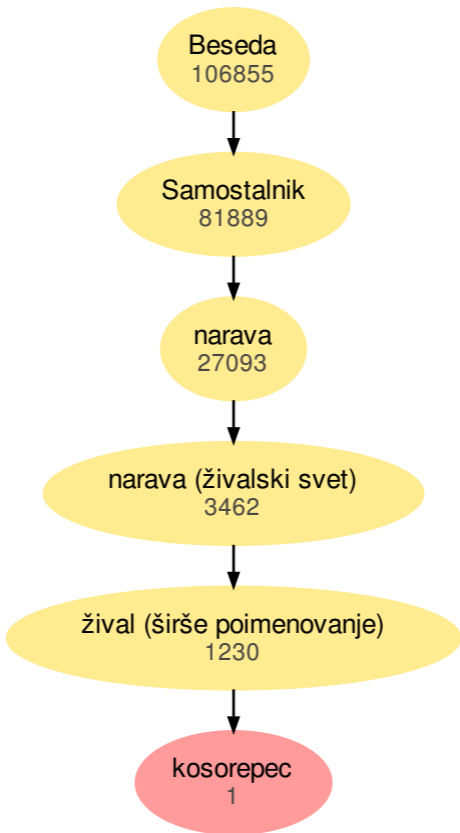 Beseda
106855
Samostalnik
81889
narava
27093
narava (živalski svet)
3462
žival (širše poimenovanje)
1230
kosorepec
1